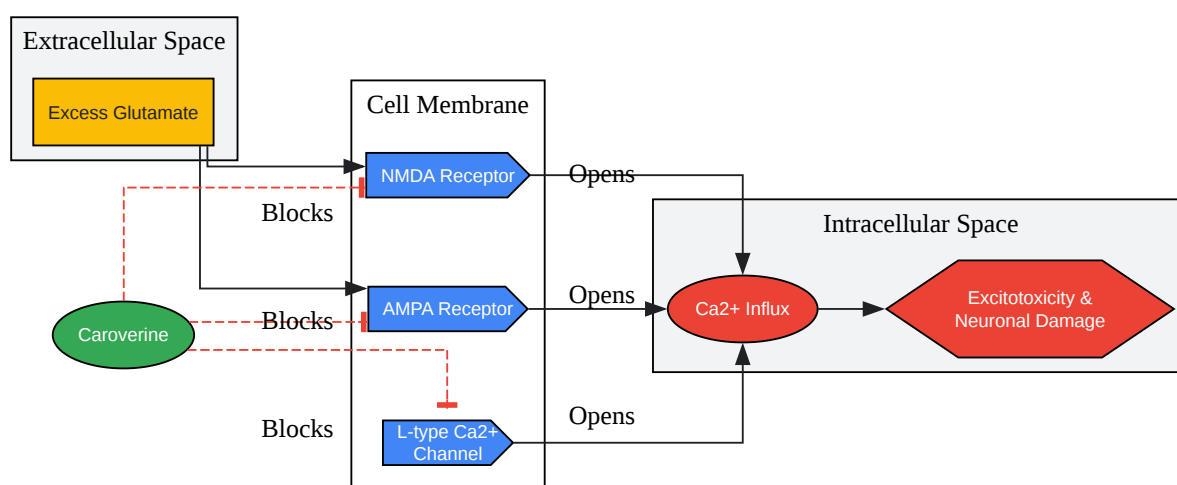 Extracellular Space
Excess Glutamate
Cell Membrane
NMDA Receptor
Opens
Blocks
Intracellular Space
AMPA Receptor
Opens
Ca2+ Influx
Excitotoxicity &
Neuronal Damage
Caroverine
Blocks
Blocks
L-type Ca2+
Channel
Opens